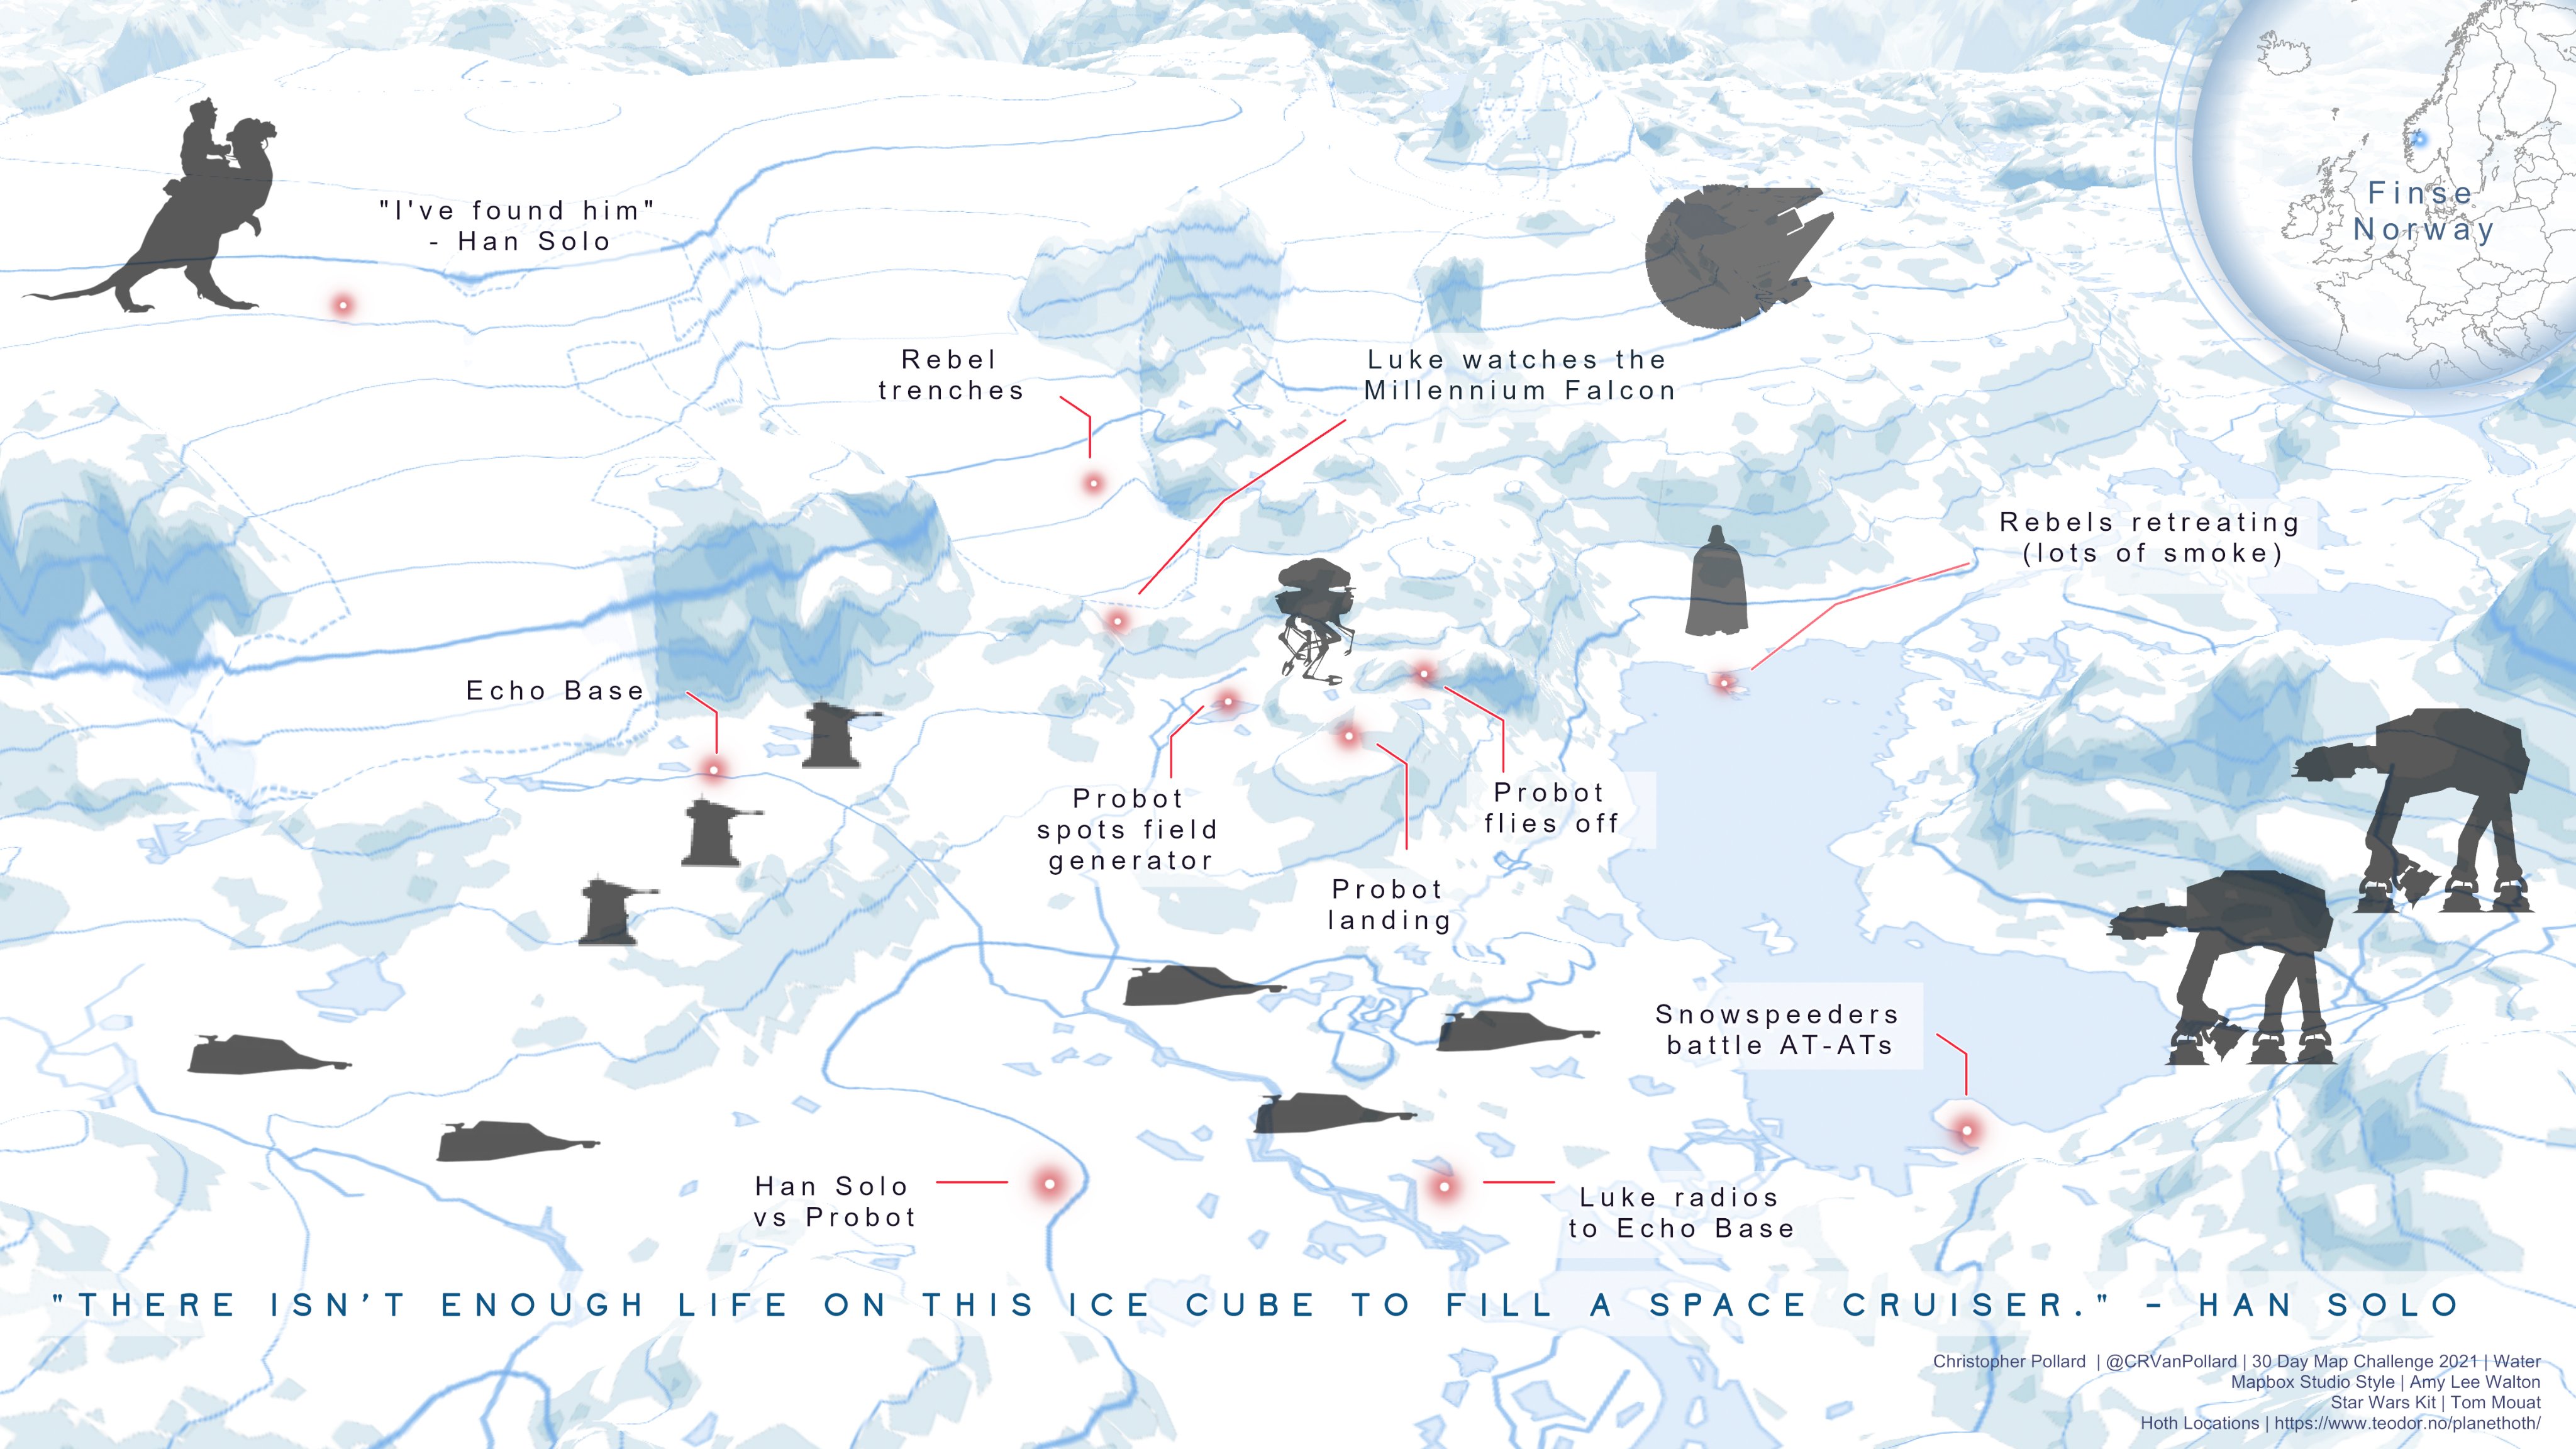 Finse
Norway
"I've found him"
- Han Solo
Rebel
trenches
Luke watches the
Millennium Falcon
Rebels retreating
(lots of smoke)
Echo Base
Probot
spots field
generator
Probot
flies off
Probot
landing
Snowspeeders
battle AT-ATs
Han Solo
vs Probot
Luke radios
to Echo Base
"THERE ISN'T ENOUGH LIFE ON THIS ICE CUBE TO FILL A SPACE CRUISER." - HAN SOLO
Christopher Pollard | @CRVanPollard | 30 Day Map Challenge 2021 | Water
Mapbox Studio Style | Amy Lee Walton
Star Wars Kit | Tom Mouat
Hoth Locations | https://www.teodor.no/planethoth/